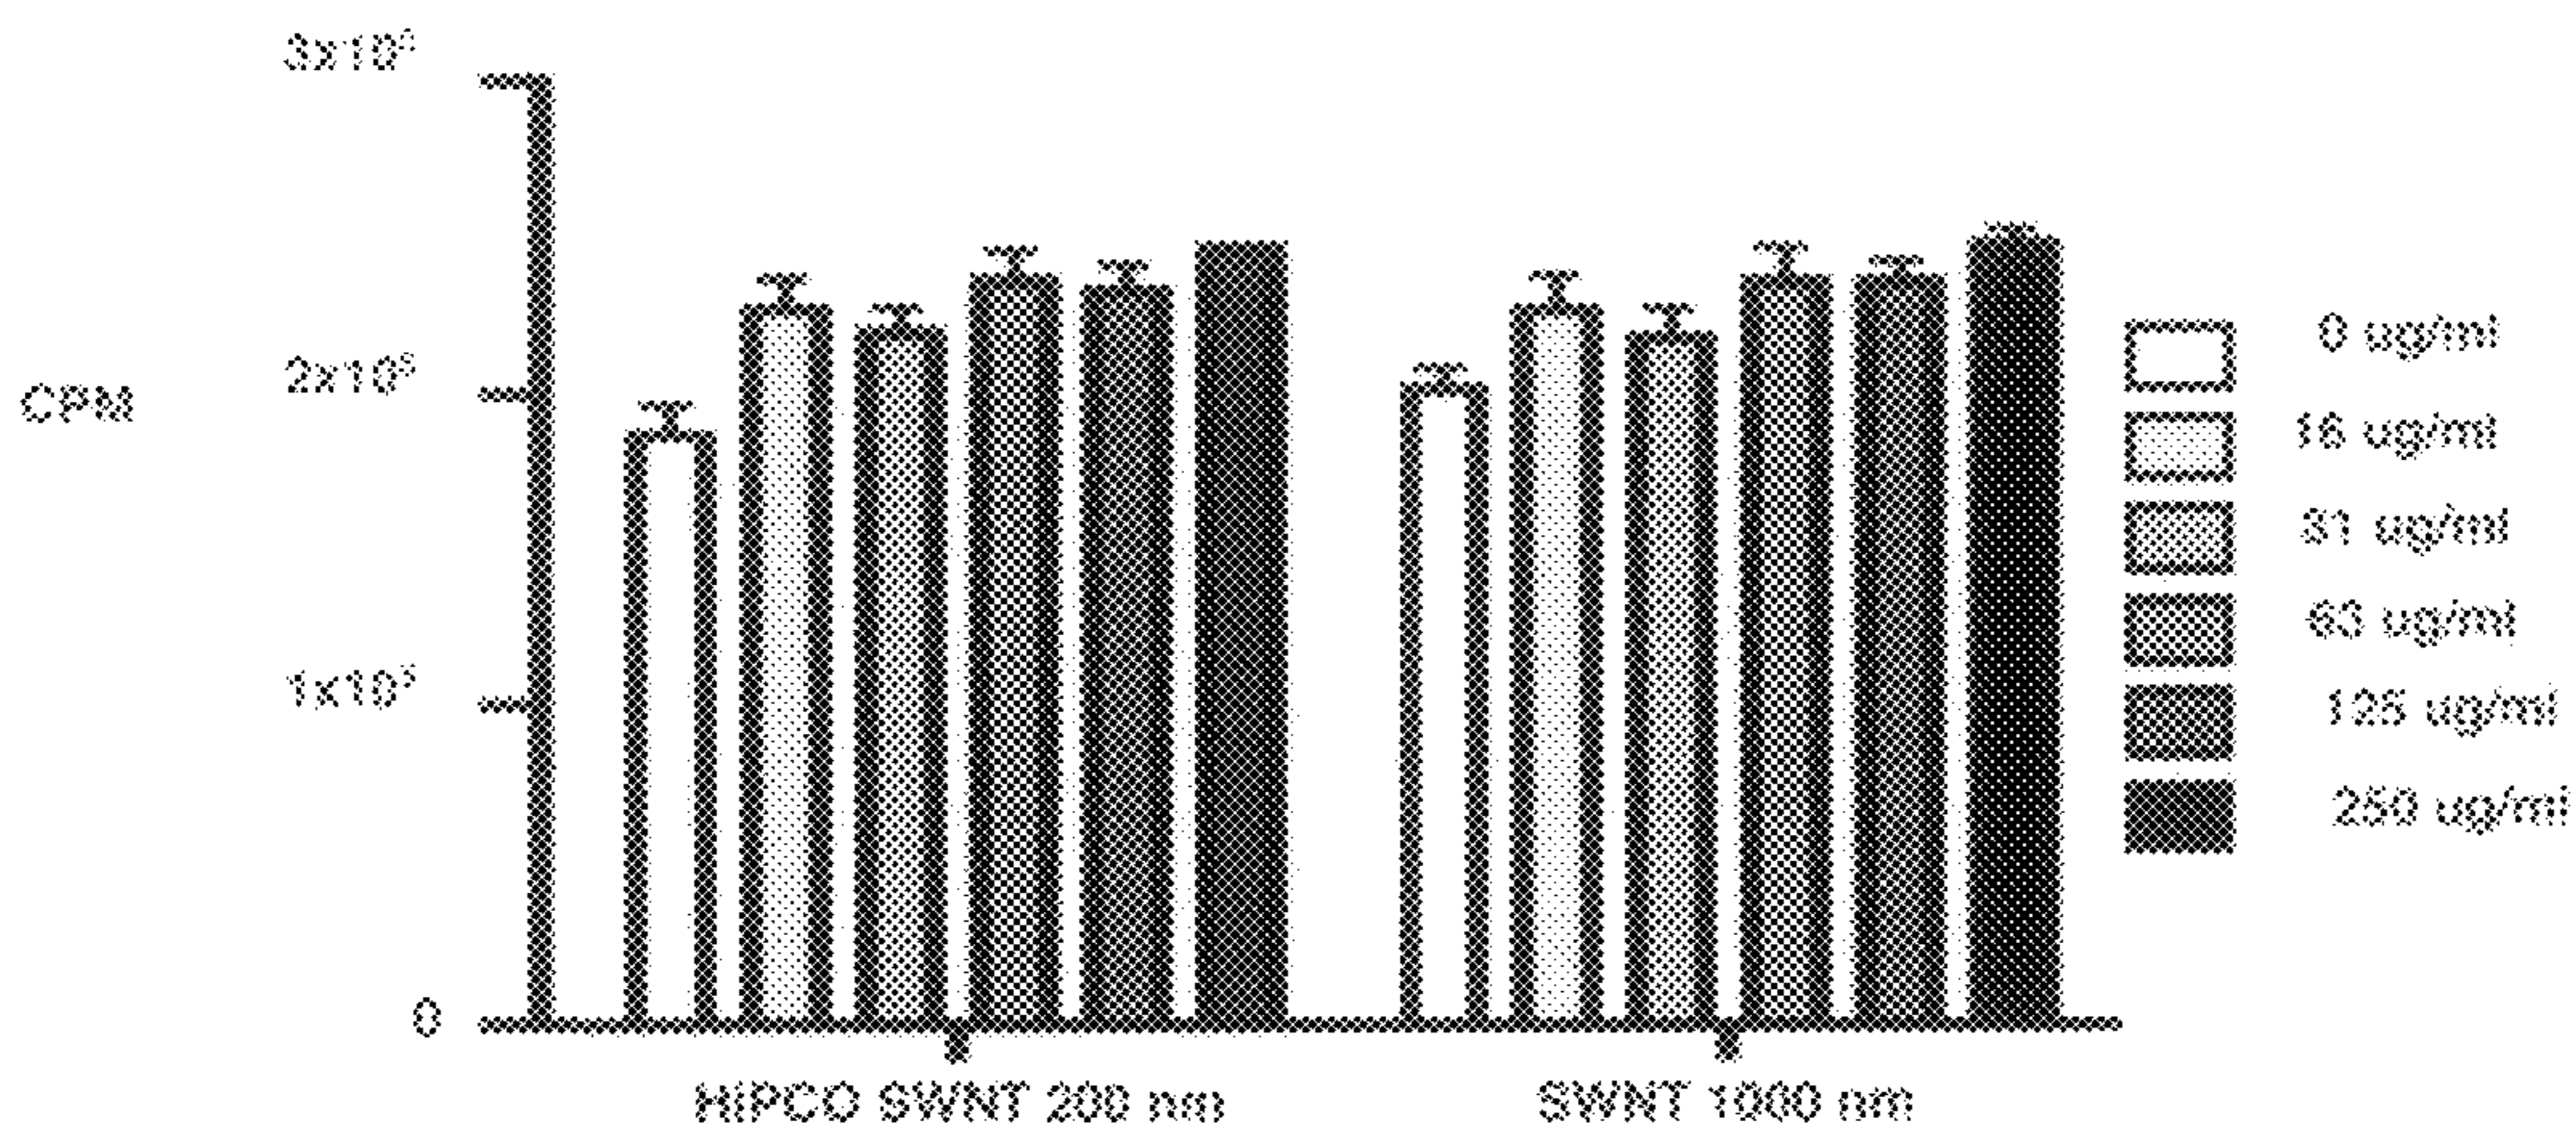 3x10⁵
2x10⁵
CPM
1x10⁵
0
HiPCO SWNT 200 nm
SWNT 1000 nm
0 ug/ml
16 ug/ml
31 ug/ml
63 ug/ml
125 ug/ml
250 ug/ml